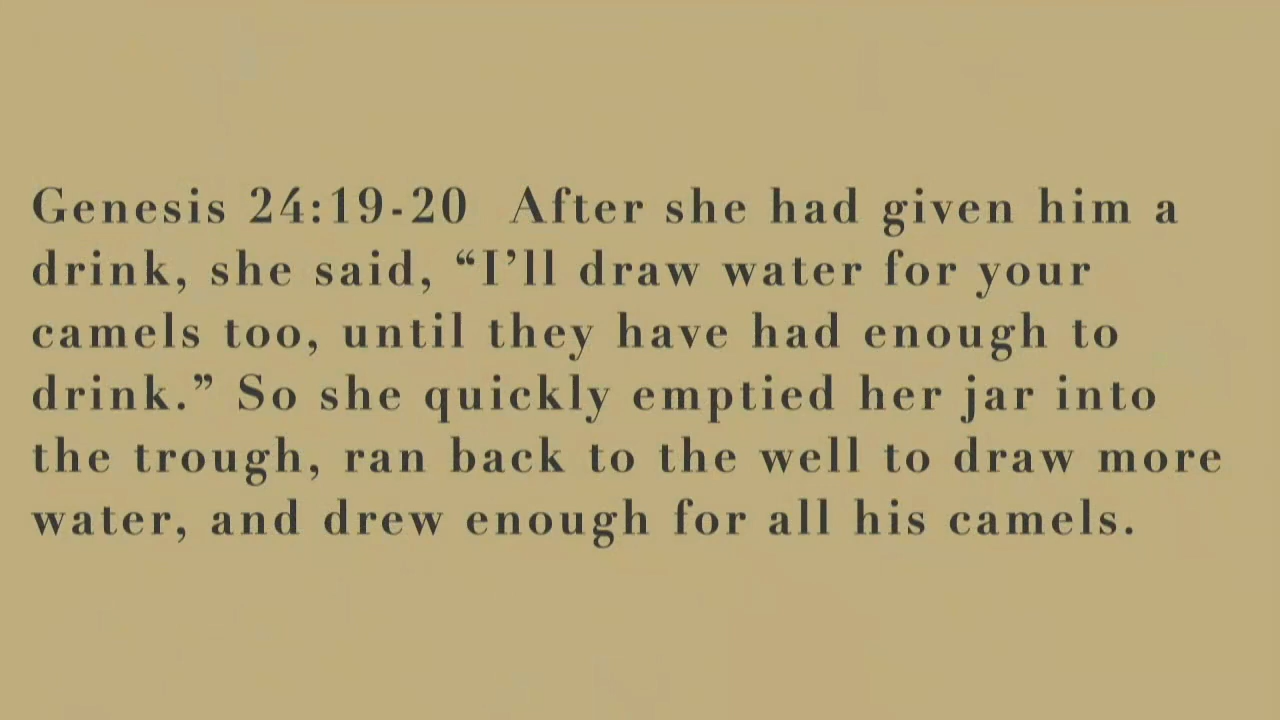 Genesis 24:19-20  After she had given him a
drink, she said, “I’ll draw water for your
camels too, until they have had enough to
drink.” So she quickly emptied her jar into
the trough, ran back to the well to draw more
water, and drew enough for all his camels.